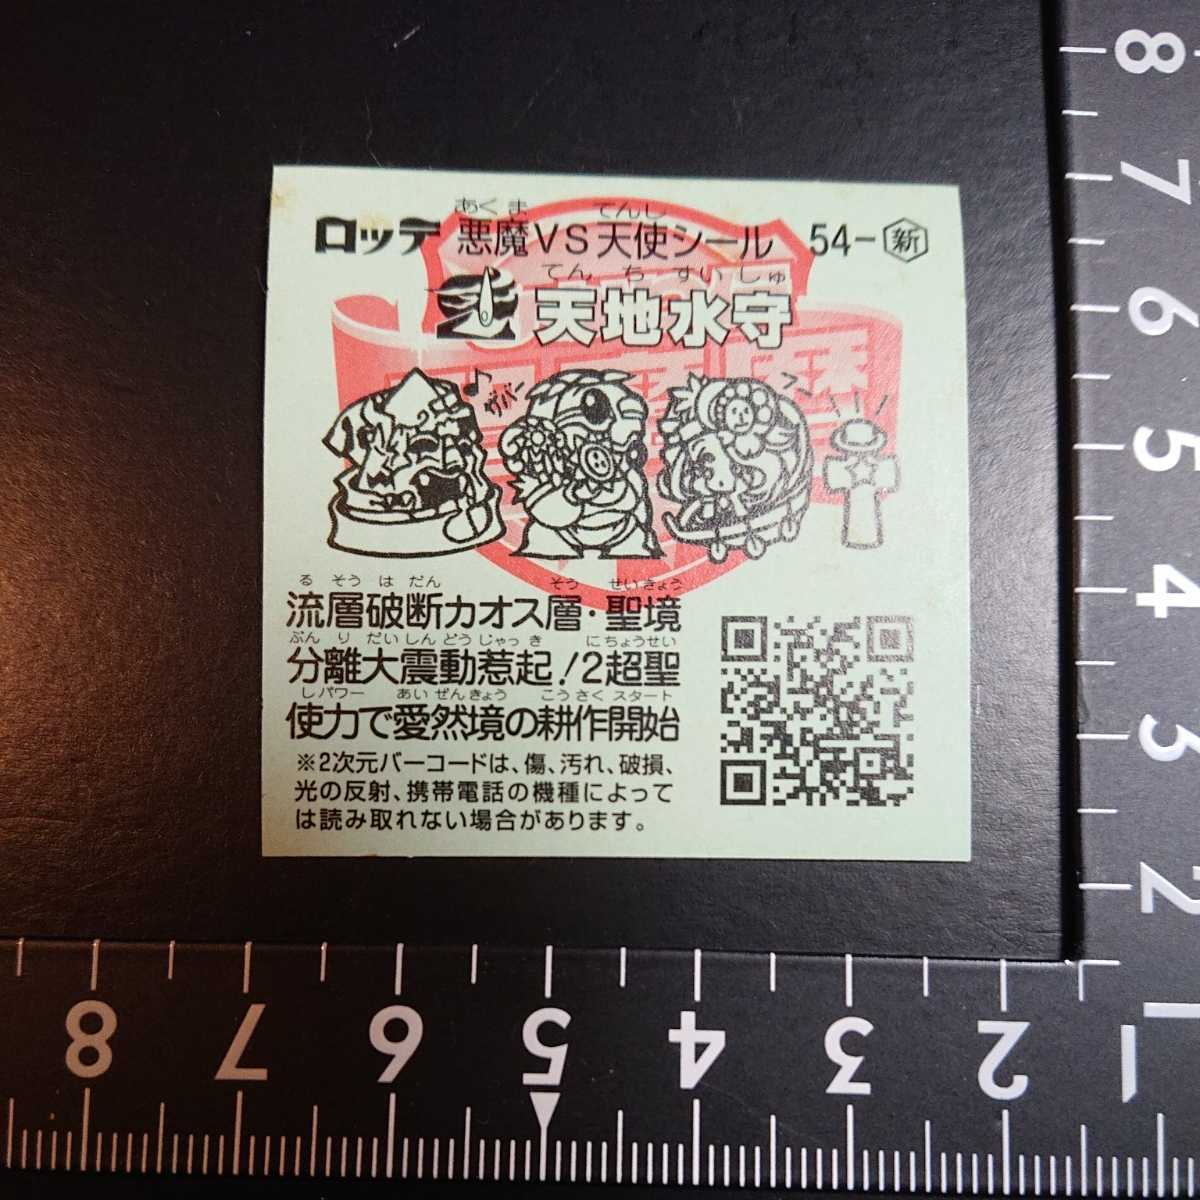 あくま てんし
ロッテ 悪魔VS天使シール 54-新
てんちすいしゅ
天地水守
♪ ザバー
るそうはだん そう せいきょう
流層破断カオス層・聖境
ぶんりだいしんどうじゃっき にちょうせい
分離大震動惹起!2超聖
しパワー あいぜんきょう こうさくスタート
使力で愛然境の耕作開始
※2次元バーコードは、傷、汚れ、破損、
光の反射、携帯電話の機種によって
は読み取れない場合があります。
8
7
6
5
4
3
2
1
8
7
6
5
4
3
2
1